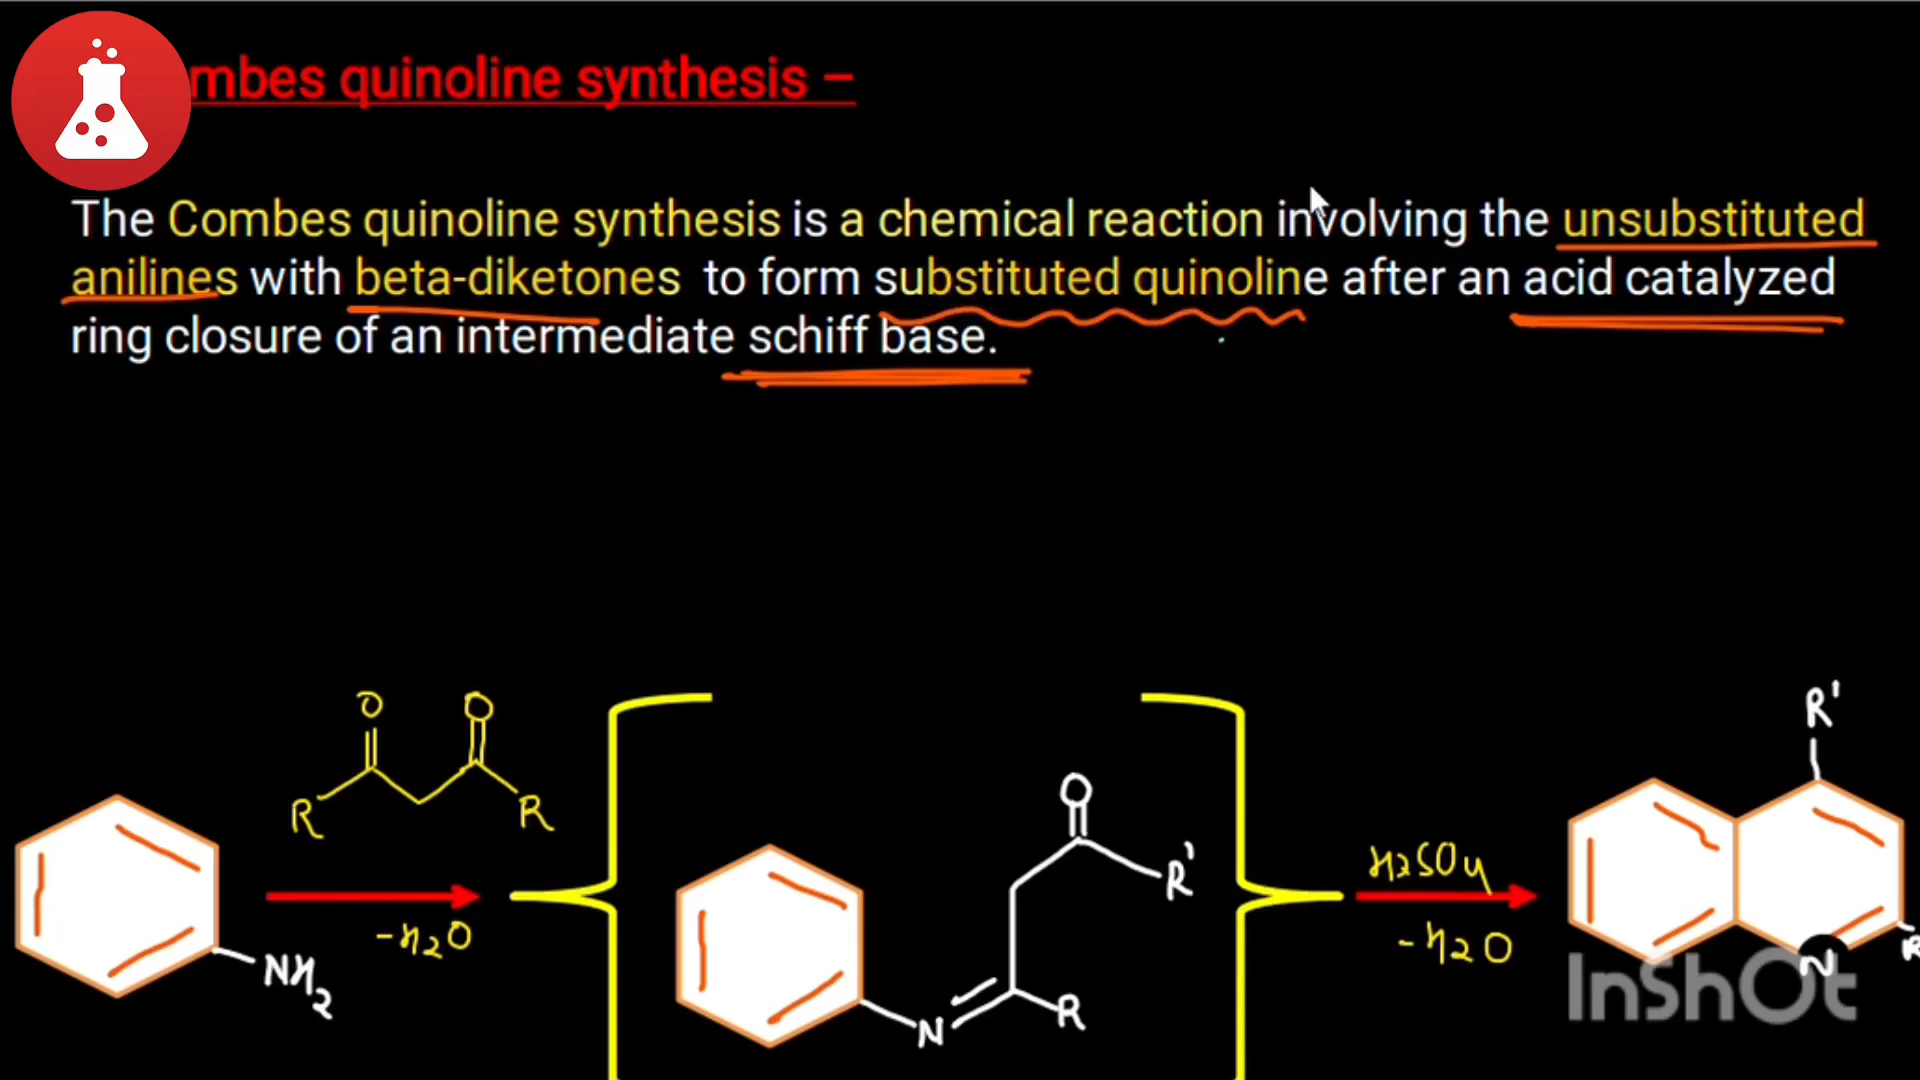 mbes quinoline synthesis –
The Combes quinoline synthesis is a chemical reaction involving the unsubstituted
anilines with beta-diketones to form substituted quinoline after an acid catalyzed
ring closure of an intermediate schiff base.
O O
R R
-H2O
NH2
O
R'
N
R
H2SO4
-H2O
R'
N
R
InShOt